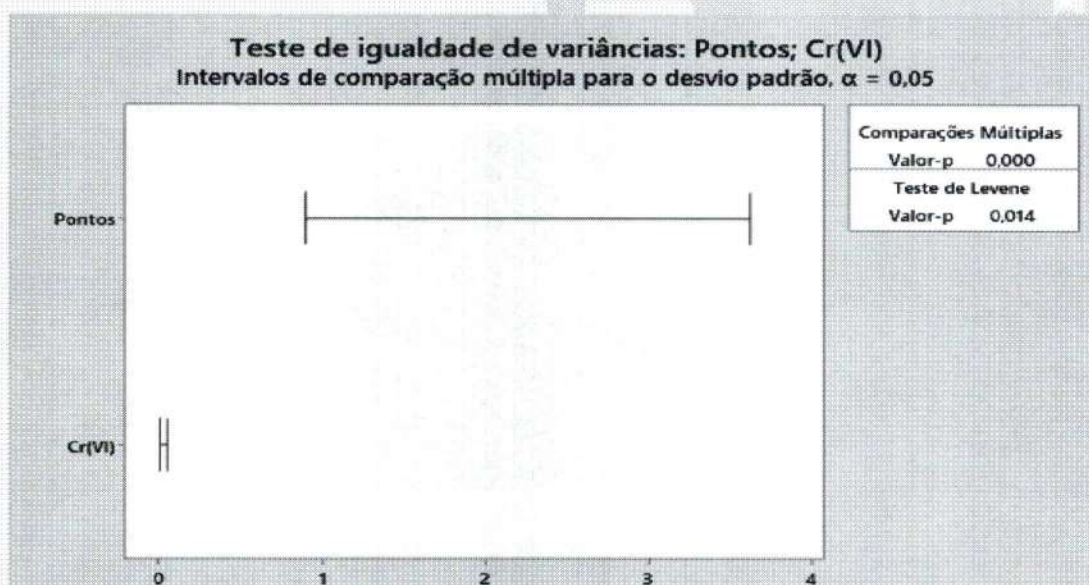 Teste de igualdade de variâncias: Pontos; Cr(VI)
Intervalos de comparação múltipla para o desvio padrão, α = 0,05
Comparações Múltiplas
Valor-p 0,000
Teste de Levene
Valor-p 0,014
Pontos
Cr(VI)
0 1 2 3 4